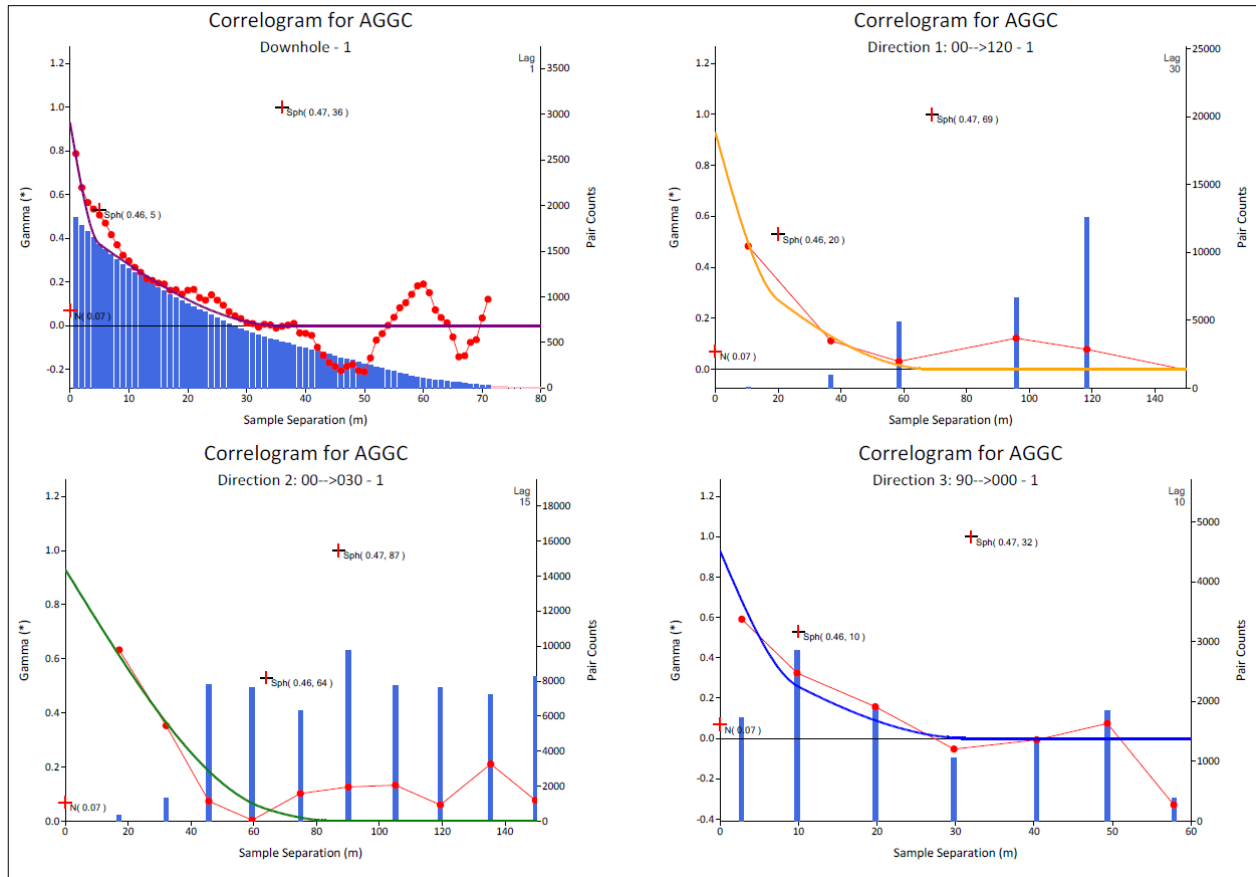 Correlogram for AGGC
Downhole - 1
Lag
1
1.2
1.0
0.8
0.6
0.4
0.2
0.0
-0.2
Gamma (*)
3500
3000
2500
2000
1500
1000
500
0
Pair Counts
Sph( 0.47, 36 )
Sph( 0.46, 5 )
N( 0.07 )
0 10 20 30 40 50 60 70 80
Sample Separation (m)
Correlogram for AGGC
Direction 1: 00-->120 - 1
Lag
30
1.2
1.0
0.8
0.6
0.4
0.2
0.0
Gamma (*)
25000
20000
15000
10000
5000
0
Pair Counts
Sph( 0.47, 69 )
Sph( 0.46, 20 )
N( 0.07 )
0 20 40 60 80 100 120 140
Sample Separation (m)
Correlogram for AGGC
Direction 2: 00-->030 - 1
Lag
15
1.2
1.0
0.8
0.6
0.4
0.2
0.0
Gamma (*)
18000
16000
14000
12000
10000
8000
6000
4000
2000
0
Pair Counts
Sph( 0.47, 87 )
Sph( 0.46, 64 )
N( 0.07 )
0 20 40 60 80 100 120 140
Sample Separation (m)
Correlogram for AGGC
Direction 3: 90-->000 - 1
Lag
10
1.2
1.0
0.8
0.6
0.4
0.2
0.0
-0.2
-0.4
Gamma (*)
5000
4000
3000
2000
1000
0
Pair Counts
Sph( 0.47, 32 )
Sph( 0.46, 10 )
N( 0.07 )
0 10 20 30 40 50 60
Sample Separation (m)